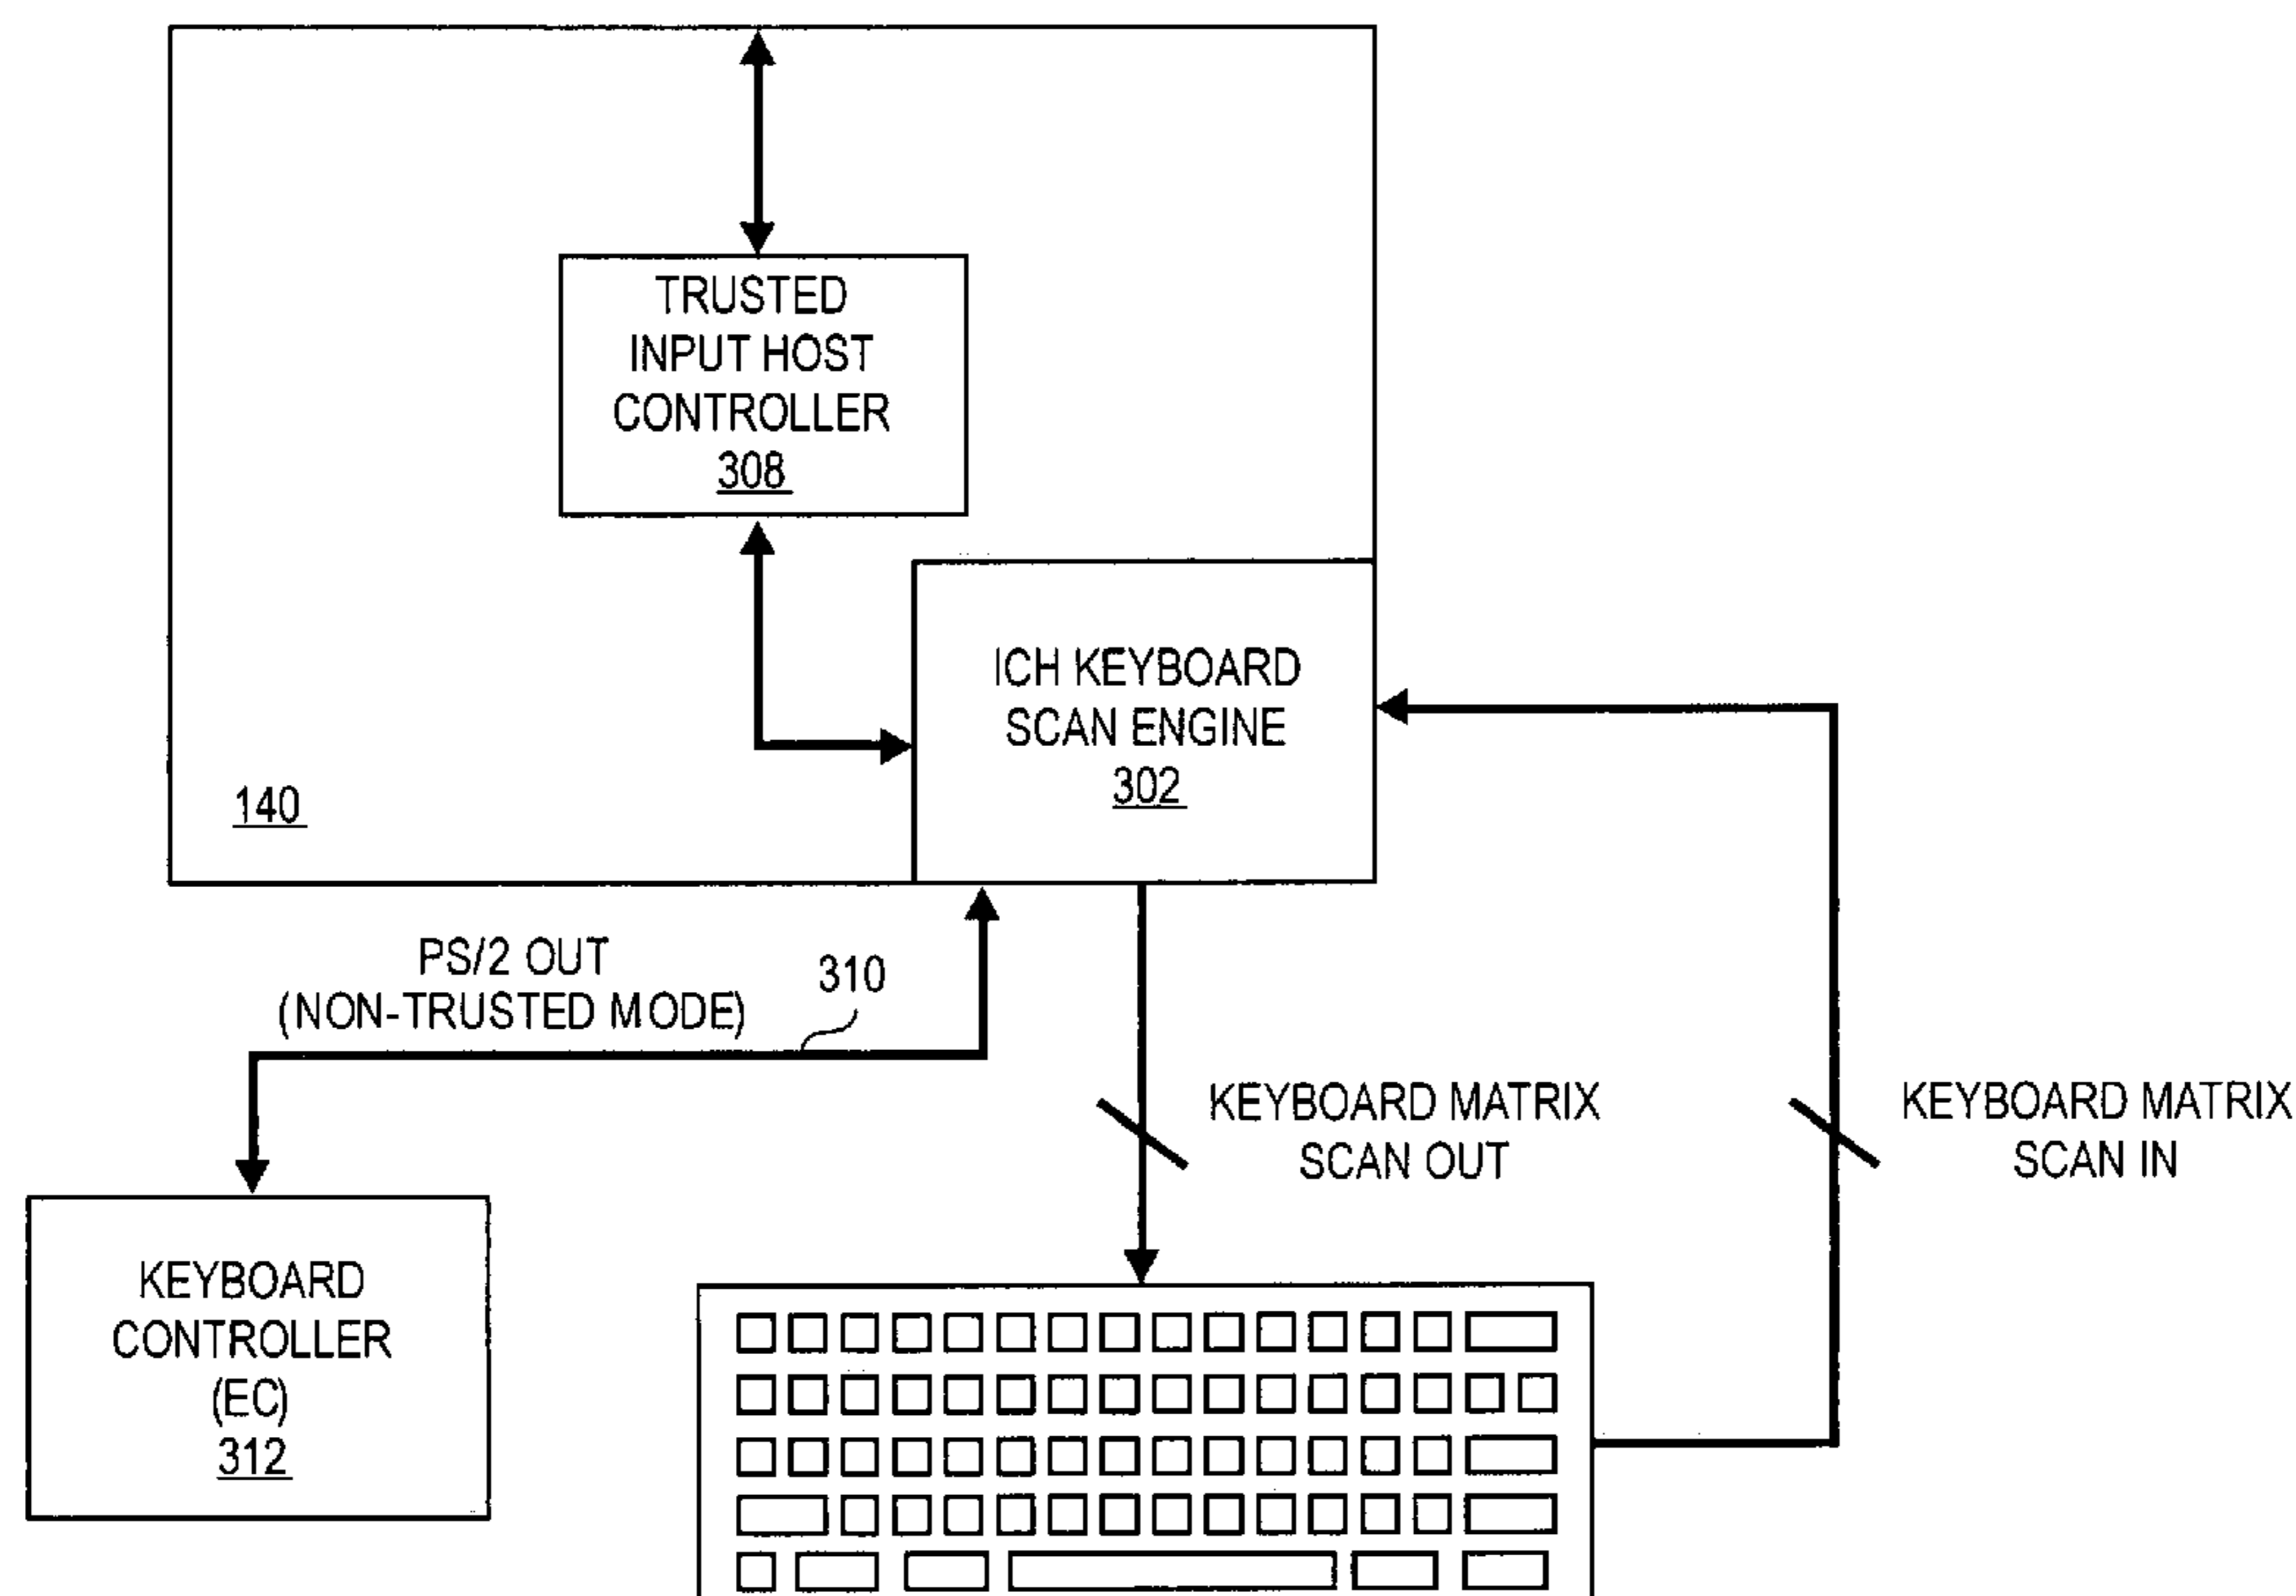 TRUSTED
INPUT HOST
CONTROLLER
308
ICH KEYBOARD
SCAN ENGINE
302
140
PS/2 OUT
(NON-TRUSTED MODE)
310
KEYBOARD MATRIX
SCAN OUT
KEYBOARD MATRIX
SCAN IN
KEYBOARD
CONTROLLER
(EC)
312